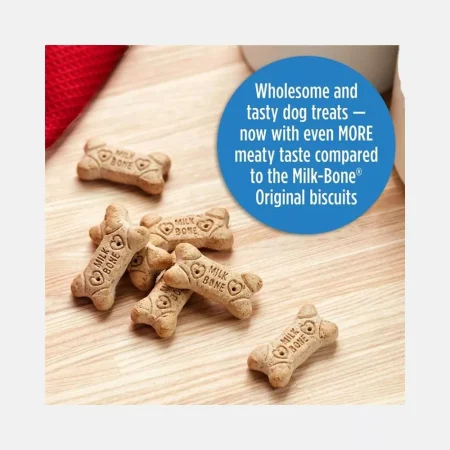 Wholesome and
tasty dog treats —
now with even MORE
meaty taste compared
to the Milk-Bone®
Original biscuits
MILK
BONE
MILK
BONE
MILK
BONE
MILK
BONE
MILK
BONE